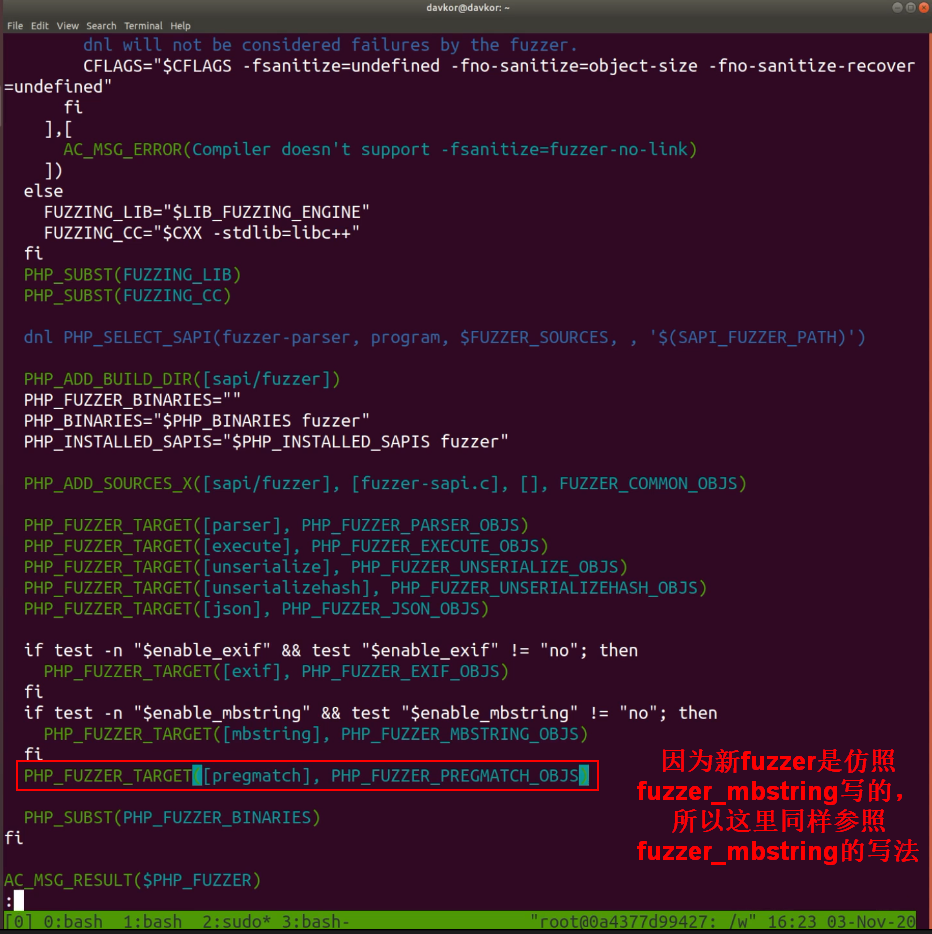 davkor@davkor: ~
File Edit View Search Terminal Help
dnl will not be considered failures by the fuzzer.
CFLAGS="$CFLAGS -fsanitize=undefined -fno-sanitize=object-size -fno-sanitize-recover
=undefined"
fi
],[
AC_MSG_ERROR(Compiler doesn't support -fsanitize=fuzzer-no-link)
])
else
FUZZING_LIB="$LIB_FUZZING_ENGINE"
FUZZING_CC="$CXX -stdlib=libc++"
fi
PHP_SUBST(FUZZING_LIB)
PHP_SUBST(FUZZING_CC)
dnl PHP_SELECT_SAPI(fuzzer-parser, program, $FUZZER_SOURCES, , '$(SAPI_FUZZER_PATH)')
PHP_ADD_BUILD_DIR([sapi/fuzzer])
PHP_FUZZER_BINARIES=""
PHP_BINARIES="$PHP_BINARIES fuzzer"
PHP_INSTALLED_SAPIS="$PHP_INSTALLED_SAPIS fuzzer"
PHP_ADD_SOURCES_X([sapi/fuzzer], [fuzzer-sapi.c], [], FUZZER_COMMON_OBJS)
PHP_FUZZER_TARGET([parser], PHP_FUZZER_PARSER_OBJS)
PHP_FUZZER_TARGET([execute], PHP_FUZZER_EXECUTE_OBJS)
PHP_FUZZER_TARGET([unserialize], PHP_FUZZER_UNSERIALIZE_OBJS)
PHP_FUZZER_TARGET([unserializehash], PHP_FUZZER_UNSERIALIZEHASH_OBJS)
PHP_FUZZER_TARGET([json], PHP_FUZZER_JSON_OBJS)
if test -n "$enable_exif" && test "$enable_exif" != "no"; then
PHP_FUZZER_TARGET([exif], PHP_FUZZER_EXIF_OBJS)
fi
if test -n "$enable_mbstring" && test "$enable_mbstring" != "no"; then
PHP_FUZZER_TARGET([mbstring], PHP_FUZZER_MBSTRING_OBJS)
fi
PHP_FUZZER_TARGET([pregmatch], PHP_FUZZER_PREGMATCH_OBJS)
因为新fuzzer是仿照
fuzzer_mbstring写的，
所以这里同样参照
fuzzer_mbstring的写法
PHP_SUBST(PHP_FUZZER_BINARIES)
fi
AC_MSG_RESULT($PHP_FUZZER)
:
[0] 0:bash 1:bash 2:sudo* 3:bash- "root@0a4377d99427: /w" 16:23 03-Nov-20